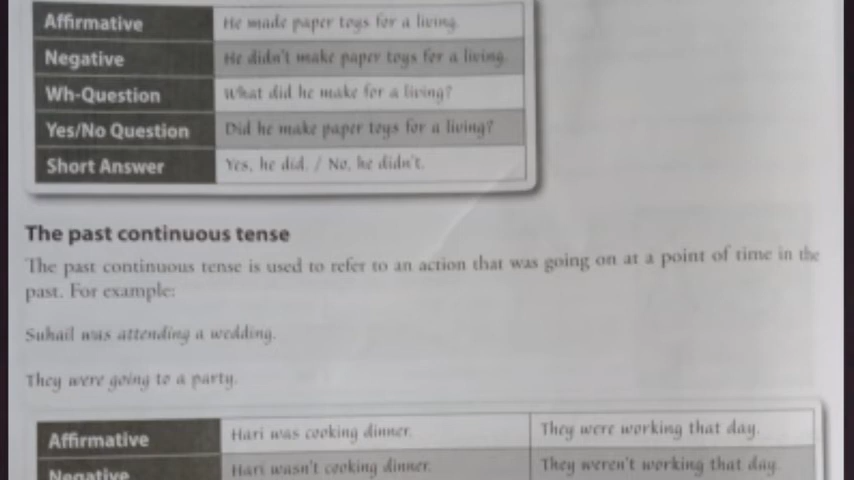 Affirmative He made paper toys for a living.
Negative He didn't make paper toys for a living.
Wh-Question What did he make for a living?
Yes/No Question Did he make paper toys for a living?
Short Answer Yes, he did. / No, he didn't.
The past continuous tense
The past continuous tense is used to refer to an action that was going on at a point of time in the
past. For example:
Suhail was attending a wedding.
They were going to a party.
Affirmative Hari was cooking dinner. They were working that day.
Negative Hari wasn't cooking dinner. They weren't working that day.